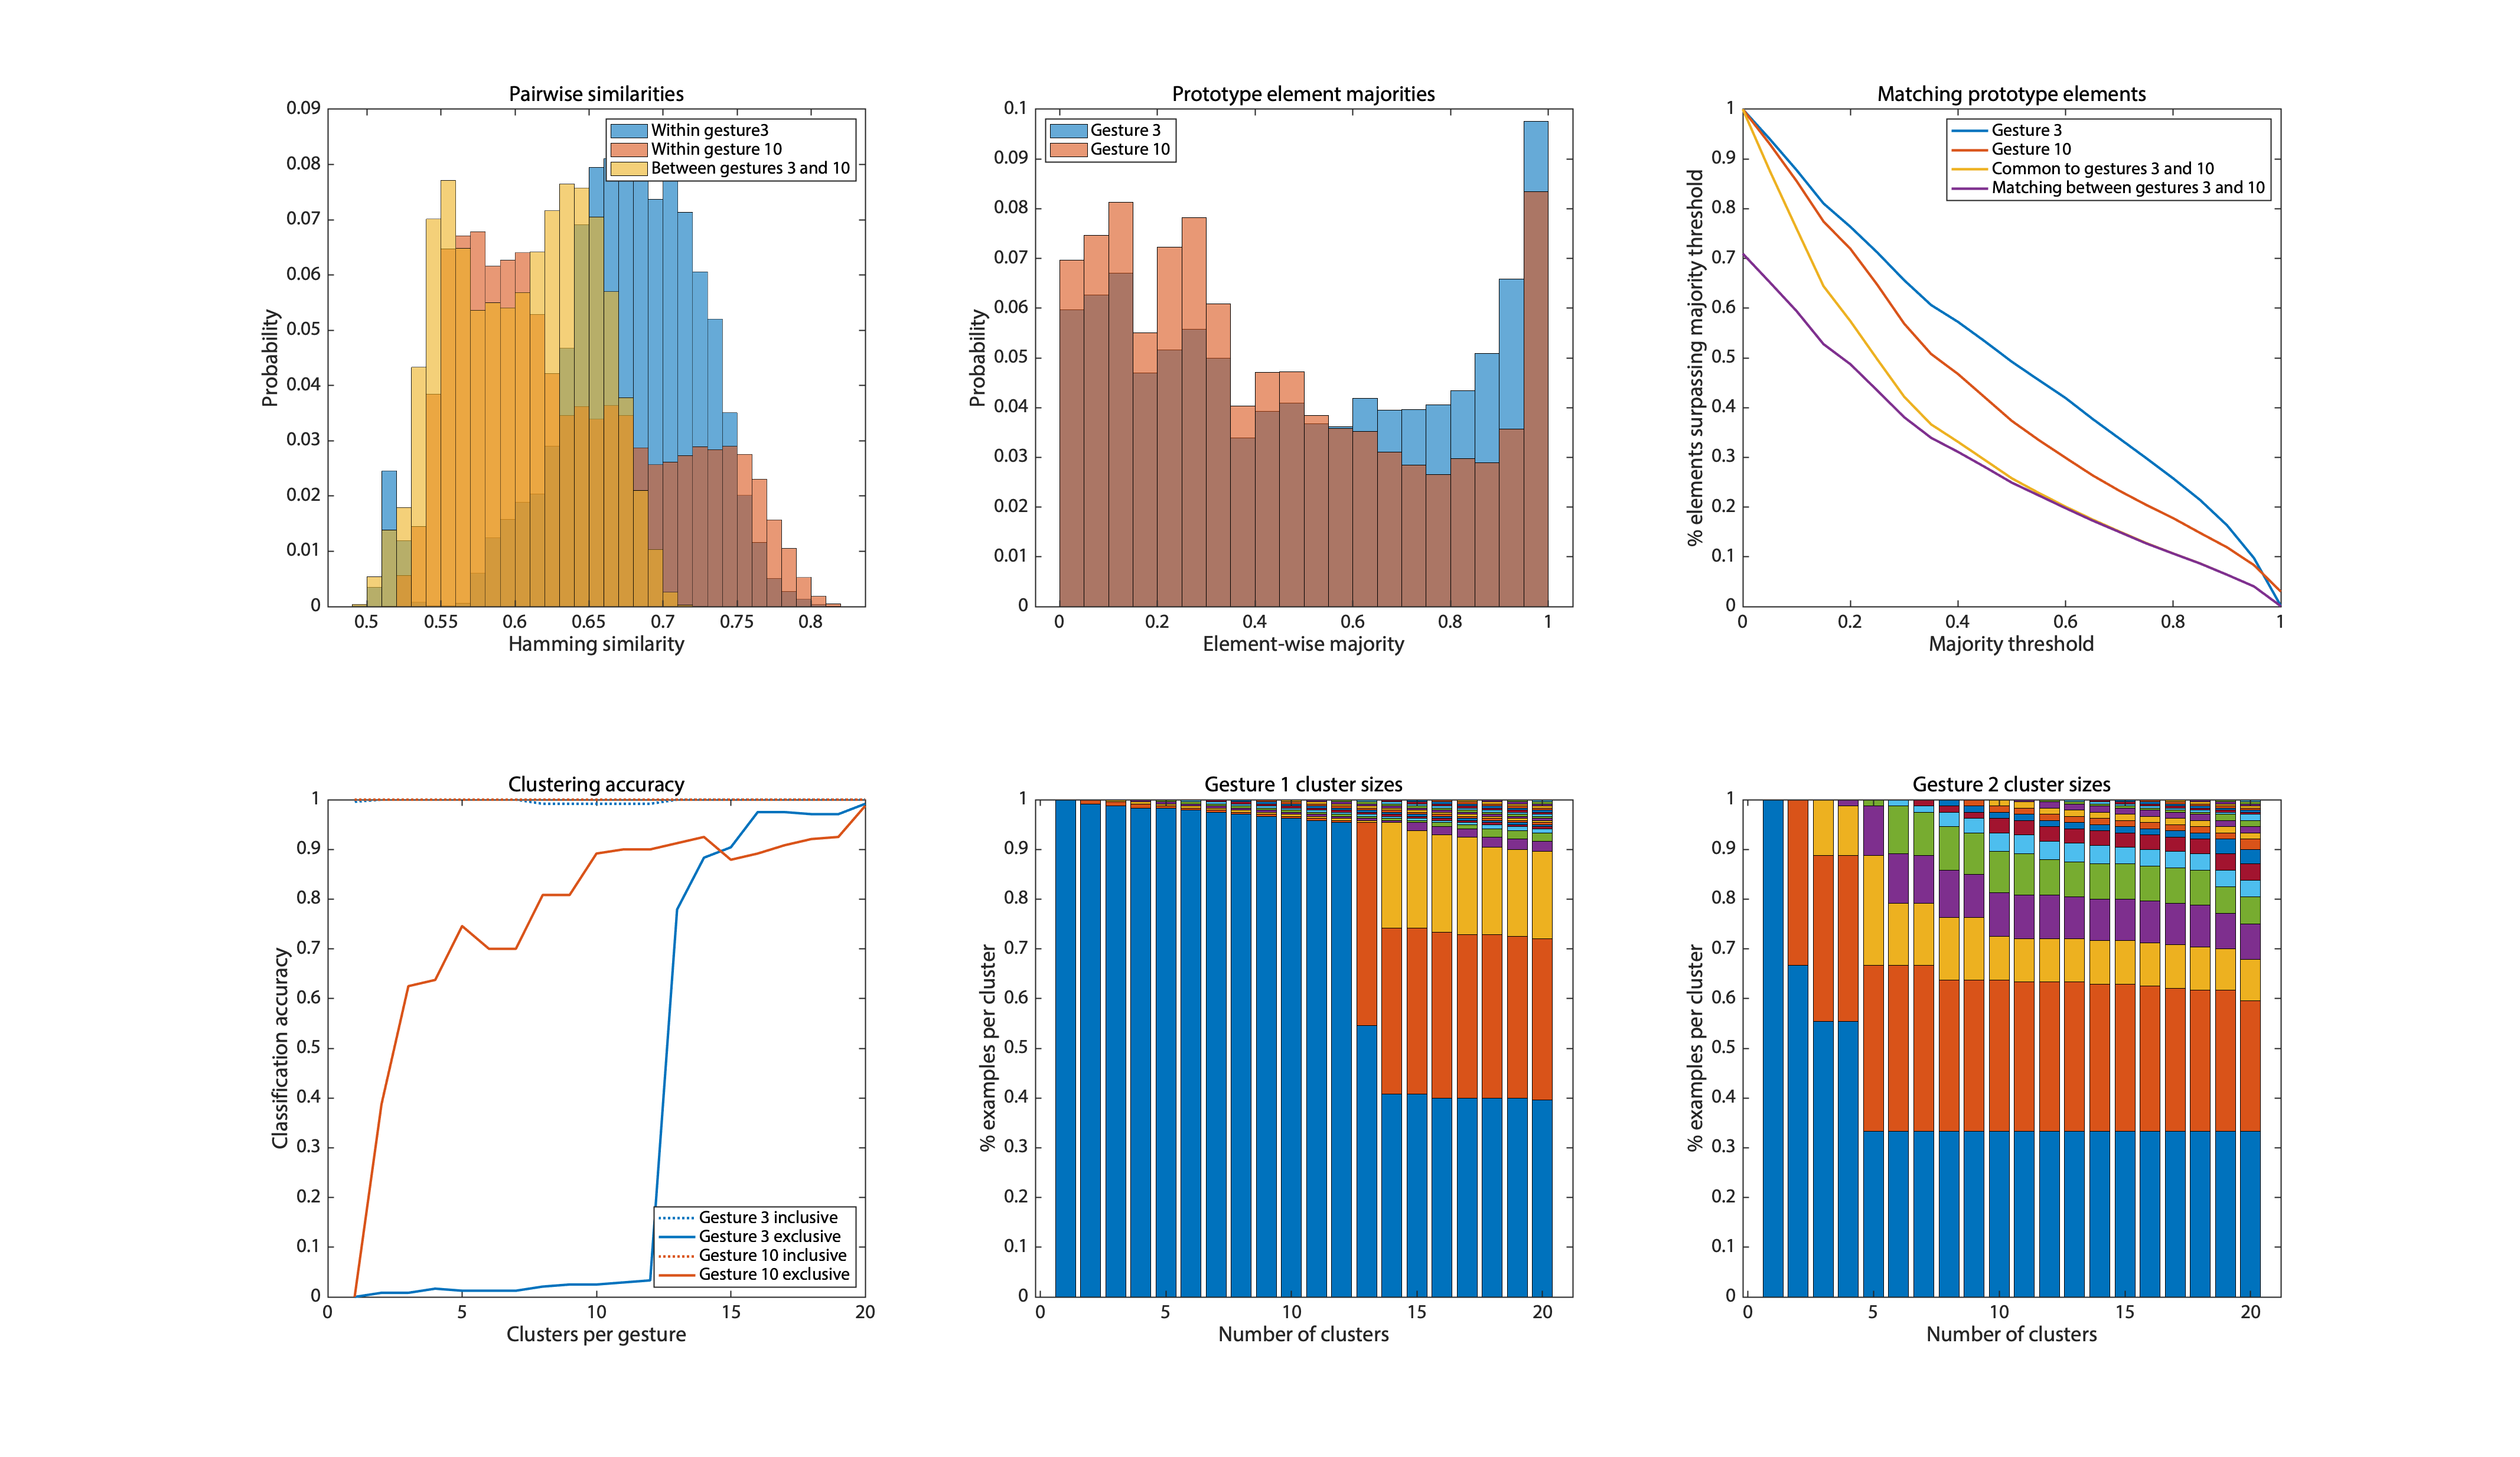 Pairwise similarities
0.09
0.08
0.07
0.06
0.05
0.04
0.03
0.02
0.01
0
Probability
Within gesture3
Within gesture 10
Between gestures 3 and 10
0.5 0.55 0.6 0.65 0.7 0.75 0.8
Hamming similarity
Prototype element majorities
0.1
0.09
0.08
0.07
0.06
0.05
0.04
0.03
0.02
0.01
0
Probability
Gesture 3
Gesture 10
0 0.2 0.4 0.6 0.8 1
Element-wise majority
Matching prototype elements
1
0.9
0.8
0.7
0.6
0.5
0.4
0.3
0.2
0.1
0
% elements surpassing majority threshold
Gesture 3
Gesture 10
Common to gestures 3 and 10
Matching between gestures 3 and 10
0 0.2 0.4 0.6 0.8 1
Majority threshold
Clustering accuracy
1
0.9
0.8
0.7
0.6
0.5
0.4
0.3
0.2
0.1
0
Classification accuracy
Gesture 3 inclusive
Gesture 3 exclusive
Gesture 10 inclusive
Gesture 10 exclusive
0 5 10 15 20
Clusters per gesture
Gesture 1 cluster sizes
1
0.9
0.8
0.7
0.6
0.5
0.4
0.3
0.2
0.1
0
% examples per cluster
0 5 10 15 20
Number of clusters
Gesture 2 cluster sizes
1
0.9
0.8
0.7
0.6
0.5
0.4
0.3
0.2
0.1
0
% examples per cluster
0 5 10 15 20
Number of clusters